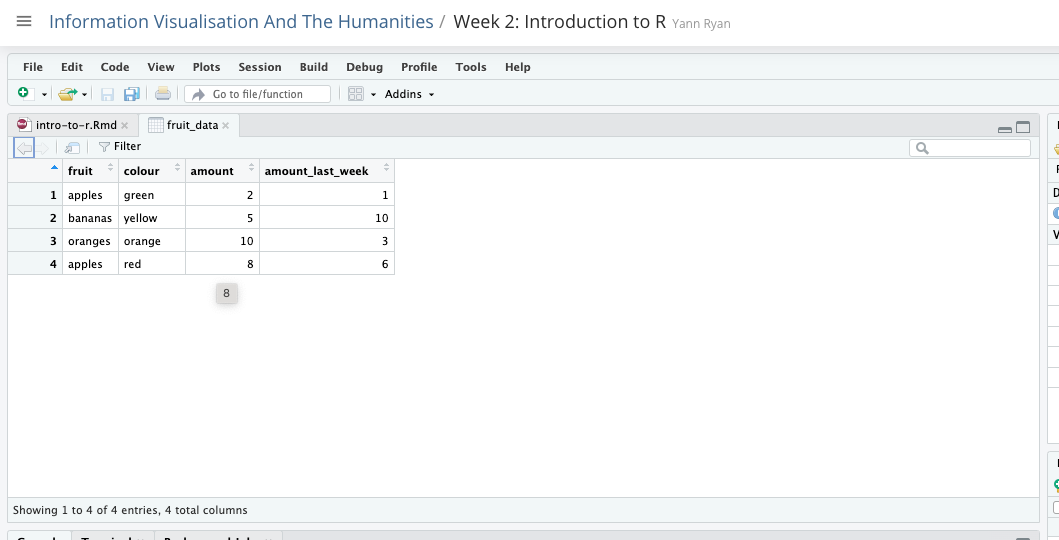 Information Visualisation And The Humanities / Week 2: Introduction to R Yann Ryan
File Edit Code View Plots Session Build Debug Profile Tools Help
Go to file/function Addins
intro-to-r.Rmd fruit_data
Filter
fruit colour amount amount_last_week
1 apples green 2 1
2 bananas yellow 5 10
3 oranges orange 10 3
4 apples red 8 6
8
Showing 1 to 4 of 4 entries, 4 total columns